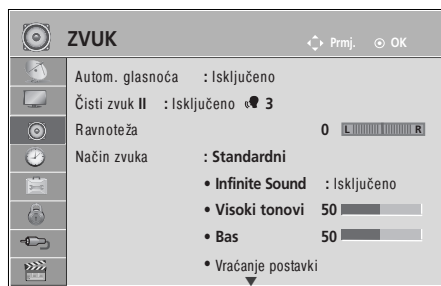 ZVUK Prmj. OK
Autom. glasnoća : Isključeno
Čisti zvuk II : Isključeno 3
Ravnoteža 0 L R
Način zvuka : Standardni
• Infinite Sound : Isključeno
• Visoki tonovi 50
• Bas 50
• Vraćanje postavki